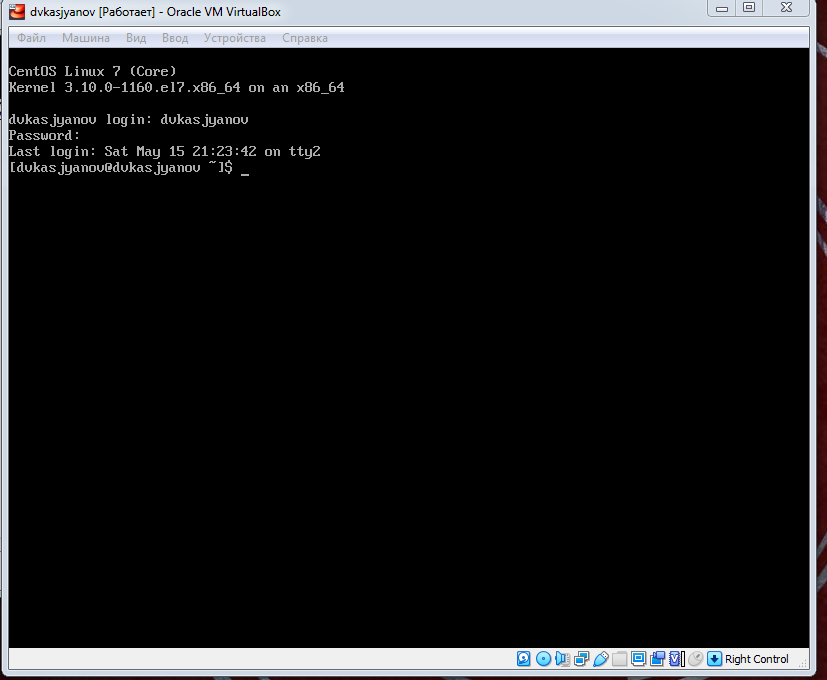 dvkasjyanov [Работает] - Oracle VM VirtualBox
Файл Машина Вид Ввод Устройства Справка
CentOS Linux 7 (Core)
Kernel 3.10.0-1160.el7.x86_64 on an x86_64
dvkasjyanov login: dvkasjyanov
Password:
Last login: Sat May 15 21:23:42 on tty2
[dvkasjyanov@dvkasjyanov ~]$ _
Right Control